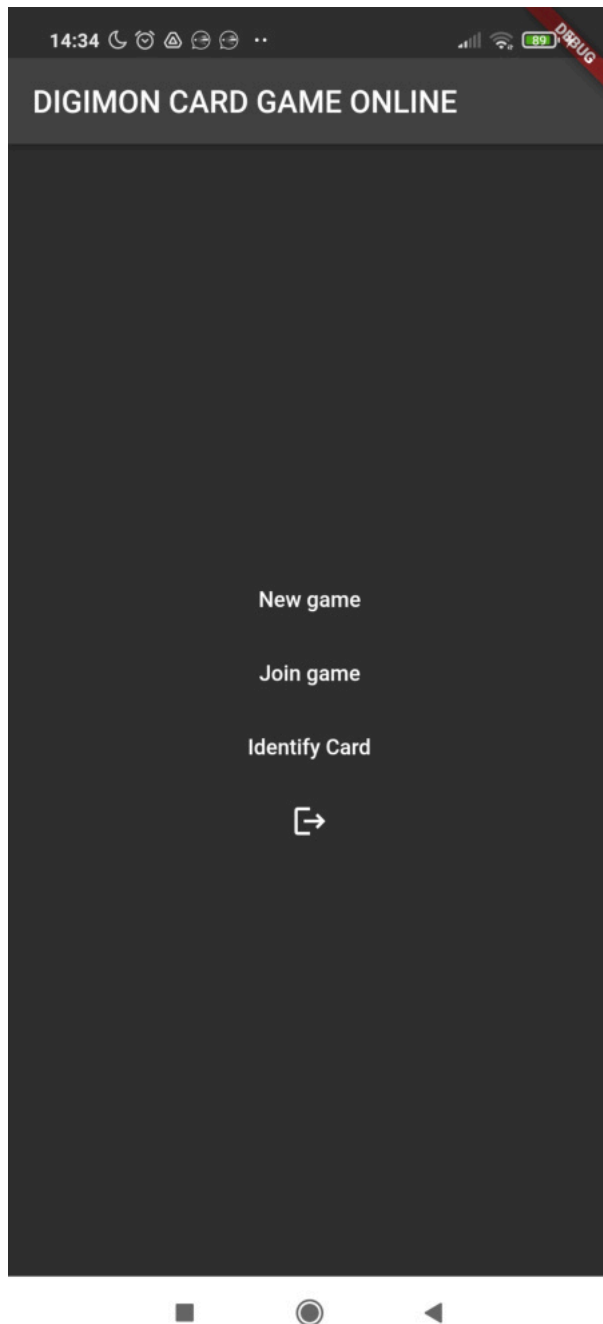 14:34
89
DEBUG
DIGIMON CARD GAME ONLINE
New game
Join game
Identify Card